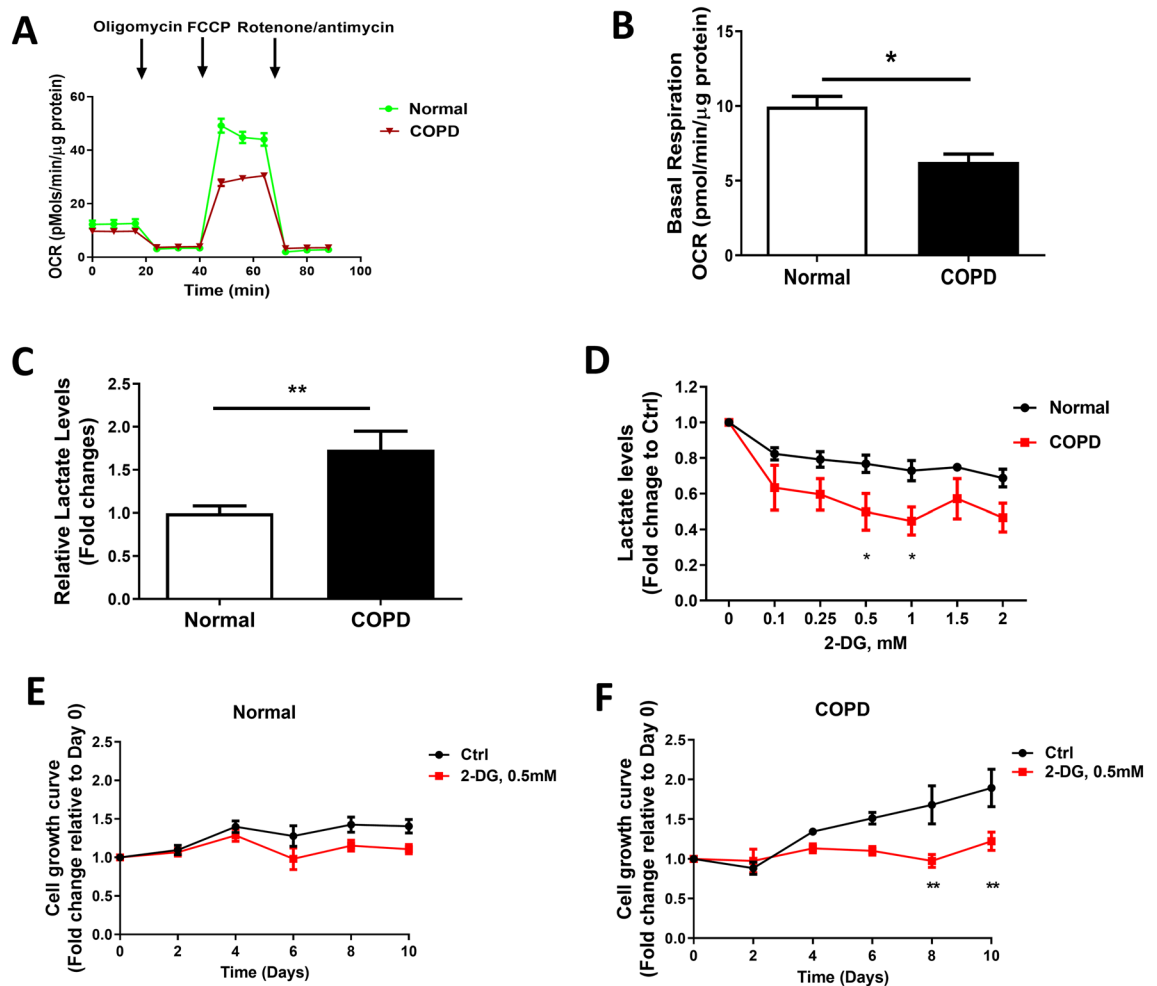 A
Oligomycin FCCP Rotenone/antimycin
OCR (pMols/min/μg protein)
60
40
20
0
0 20 40 60 80 100
Time (min)
Normal
COPD
B
Basal Respiration
OCR (pmol/min/μg protein)
15
10
5
0
*
Normal COPD
C
Relative Lactate Levels
(Fold changes)
2.5
2.0
1.5
1.0
0.5
0.0
**
Normal COPD
D
Lactate levels
(Fold chnage to Ctrl)
1.2
1.0
0.8
0.6
0.4
0.2
0.0
* *
0 0.1 0.25 0.5 1 1.5 2
2-DG, mM
Normal
COPD
E
Normal
Cell growth curve
(Fold change relative to Day 0)
2.5
2.0
1.5
1.0
0.5
0.0
0 2 4 6 8 10
Time (Days)
Ctrl
2-DG, 0.5mM
F
COPD
Cell growth curve
(Fold change relative to Day 0)
2.5
2.0
1.5
1.0
0.5
0.0
** **
0 2 4 6 8 10
Time (Days)
Ctrl
2-DG, 0.5mM